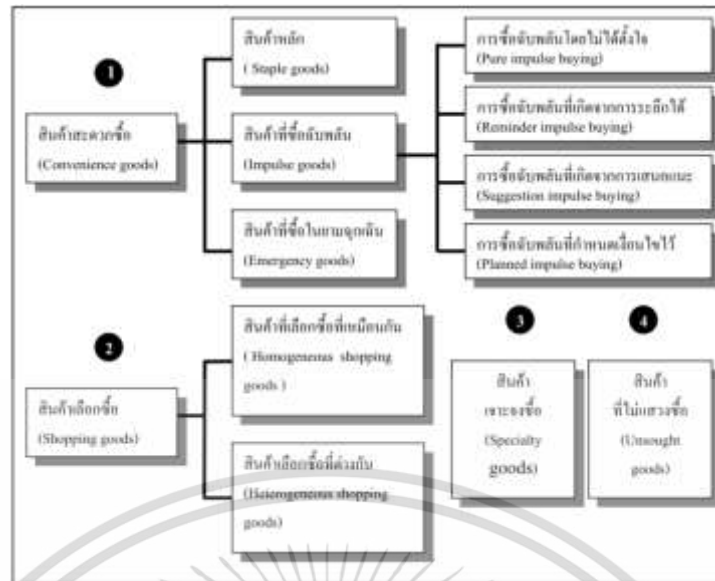 1
สินค้าสะดวกซื้อ
(Convenience goods)
สินค้าหลัก
( Staple goods)
สินค้าที่ซื้อฉับพลัน
(Impulse goods)
สินค้าที่ซื้อในยามฉุกเฉิน
(Emergency goods)
การซื้อฉับพลันโดยไม่ได้ตั้งใจ
(Pure impulse buying)
การซื้อฉับพลันที่เกิดจากการระลึกได้
(Reminder impulse buying)
การซื้อฉับพลันที่เกิดจากการเสนอแนะ
(Suggestion impulse buying)
การซื้อฉับพลันที่กำหนดเงื่อนไขไว้
(Planned impulse buying)
2
สินค้าเลือกซื้อ
(Shopping goods)
สินค้าที่เลือกซื้อที่เหมือนกัน
( Homogeneous shopping
goods )
สินค้าเลือกซื้อที่ต่างกัน
(Heterogeneous shopping
goods)
3
สินค้า
เจาะจงซื้อ
(Specialty
goods)
4
สินค้า
ที่ไม่แสวงซื้อ
(Unsought
goods)